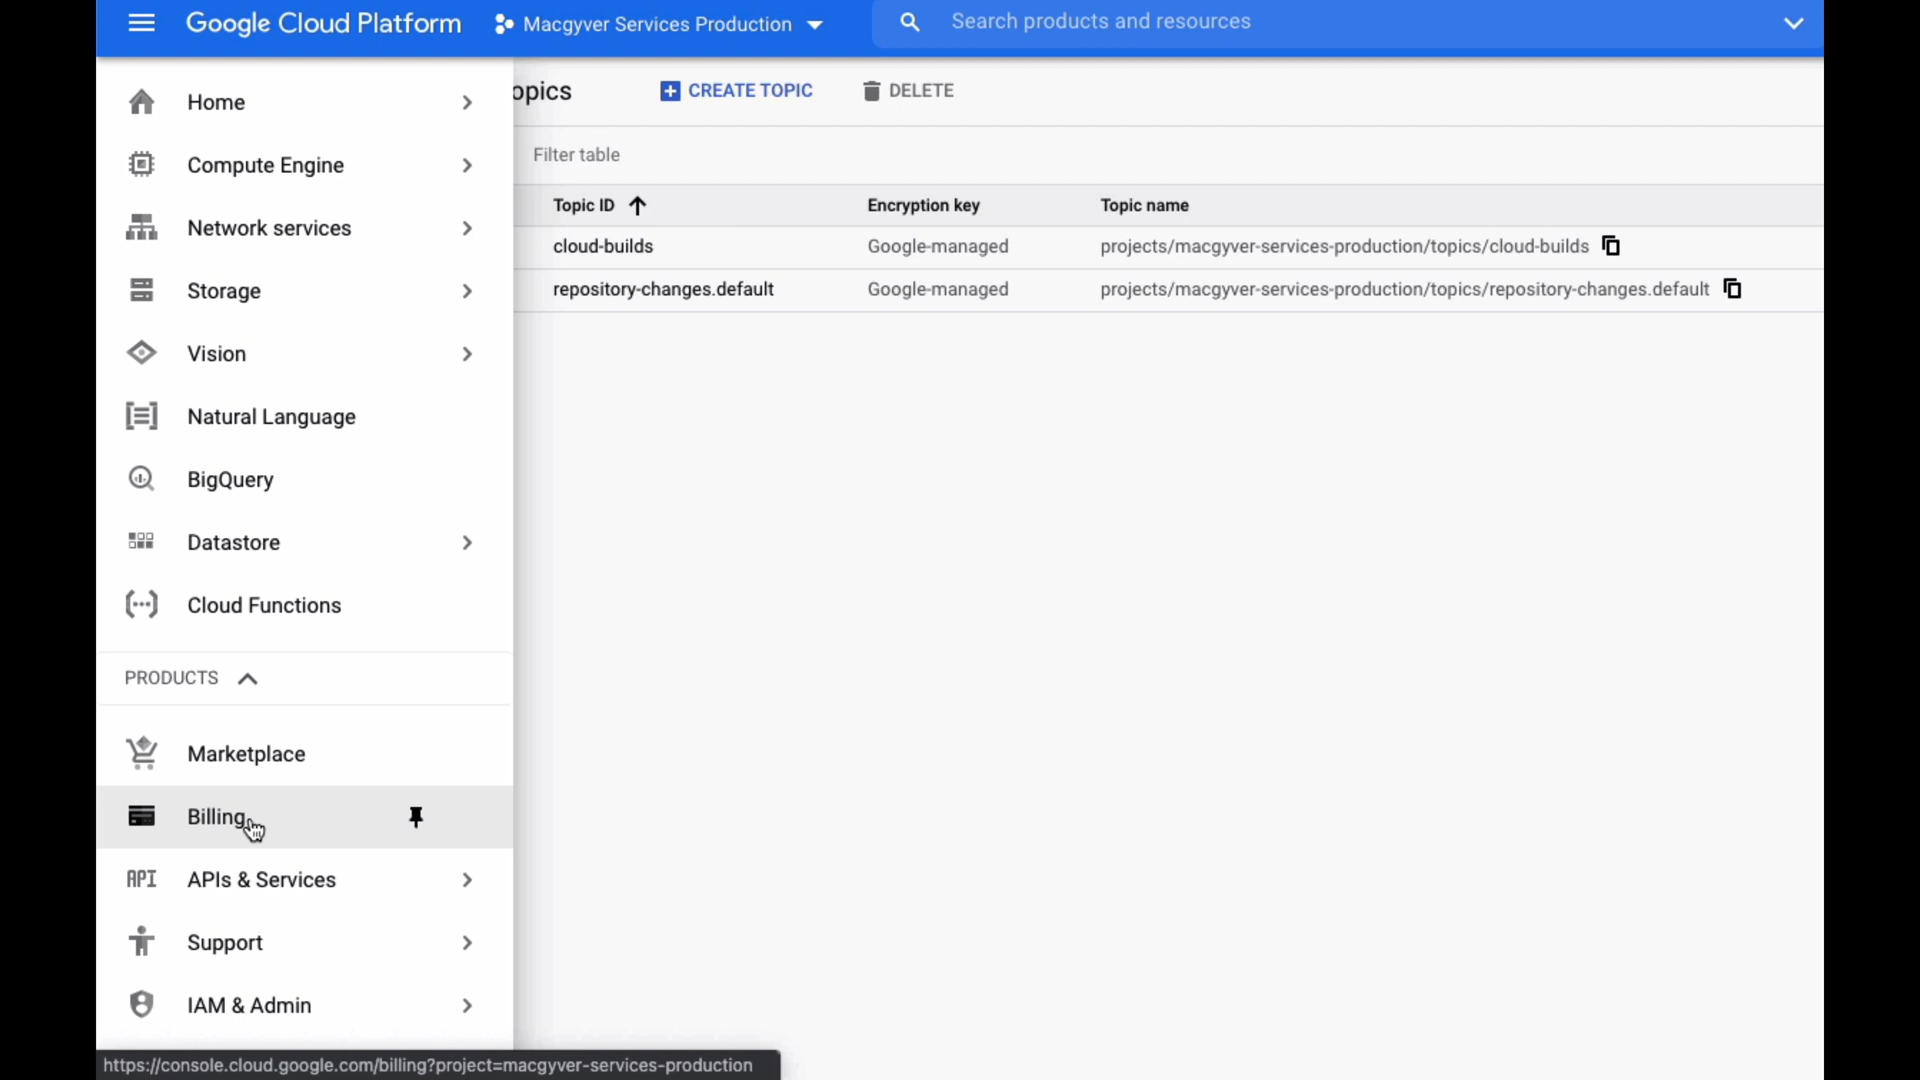 Google Cloud Platform
Macgyver Services Production
Search products and resources
Home
Compute Engine
Network services
Storage
Vision
Natural Language
BigQuery
Datastore
Cloud Functions
PRODUCTS
Marketplace
Billing
API APIs & Services
Support
IAM & Admin
opics
CREATE TOPIC
DELETE
Filter table
Topic ID Encryption key Topic name
cloud-builds Google-managed projects/macgyver-services-production/topics/cloud-builds
repository-changes.default Google-managed projects/macgyver-services-production/topics/repository-changes.default
https://console.cloud.google.com/billing?project=macgyver-services-production